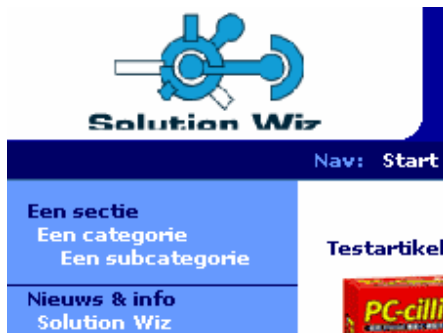 Solution Wiz
Nav: Start
Een sectie
Een categorie
Een subcategorie
Testartikel
Nieuws & info
Solution Wiz
PC-cilli